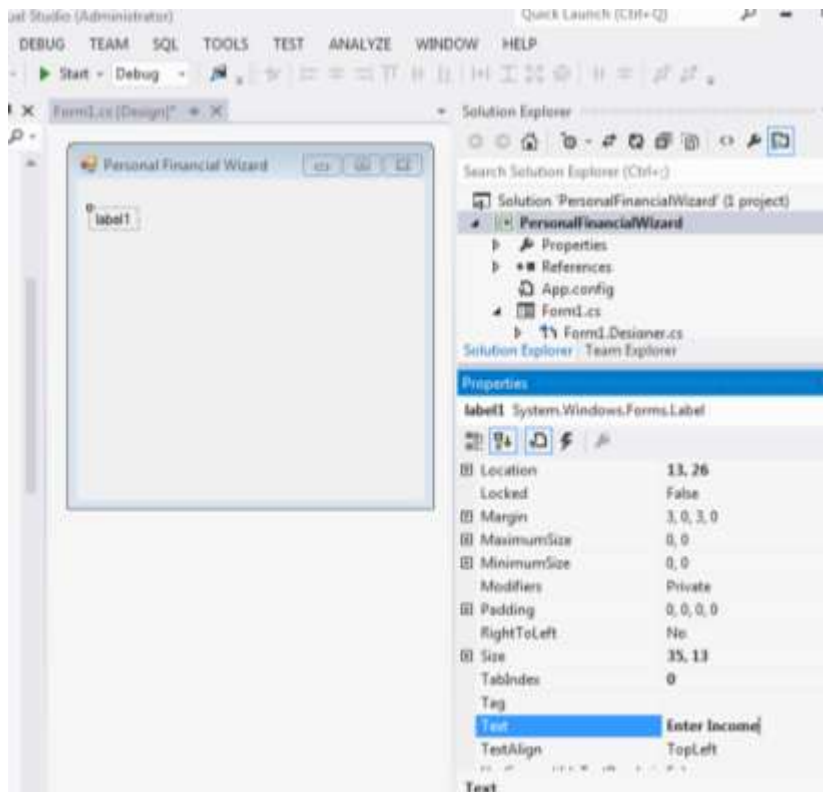 ual Studio (Administrator)
Quick Launch (Ctrl+Q)
DEBUG TEAM SQL TOOLS TEST ANALYZE WINDOW HELP
Start Debug
Form1.cs [Design]*
Solution Explorer
Search Solution Explorer (Ctrl+;)
Solution 'PersonalFinancialWizard' (1 project)
PersonalFinancialWizard
Properties
References
App.config
Form1.cs
Form1.Designer.cs
Solution Explorer Team Explorer
Personal Financial Wizard
label1
Properties
label1 System.Windows.Forms.Label
Location 13, 26
Locked False
Margin 3, 0, 3, 0
MaximumSize 0, 0
MinimumSize 0, 0
Modifiers Private
Padding 0, 0, 0, 0
RightToLeft No
Size 35, 13
TabIndex 0
Tag
Text Enter Income
TextAlign TopLeft
Text